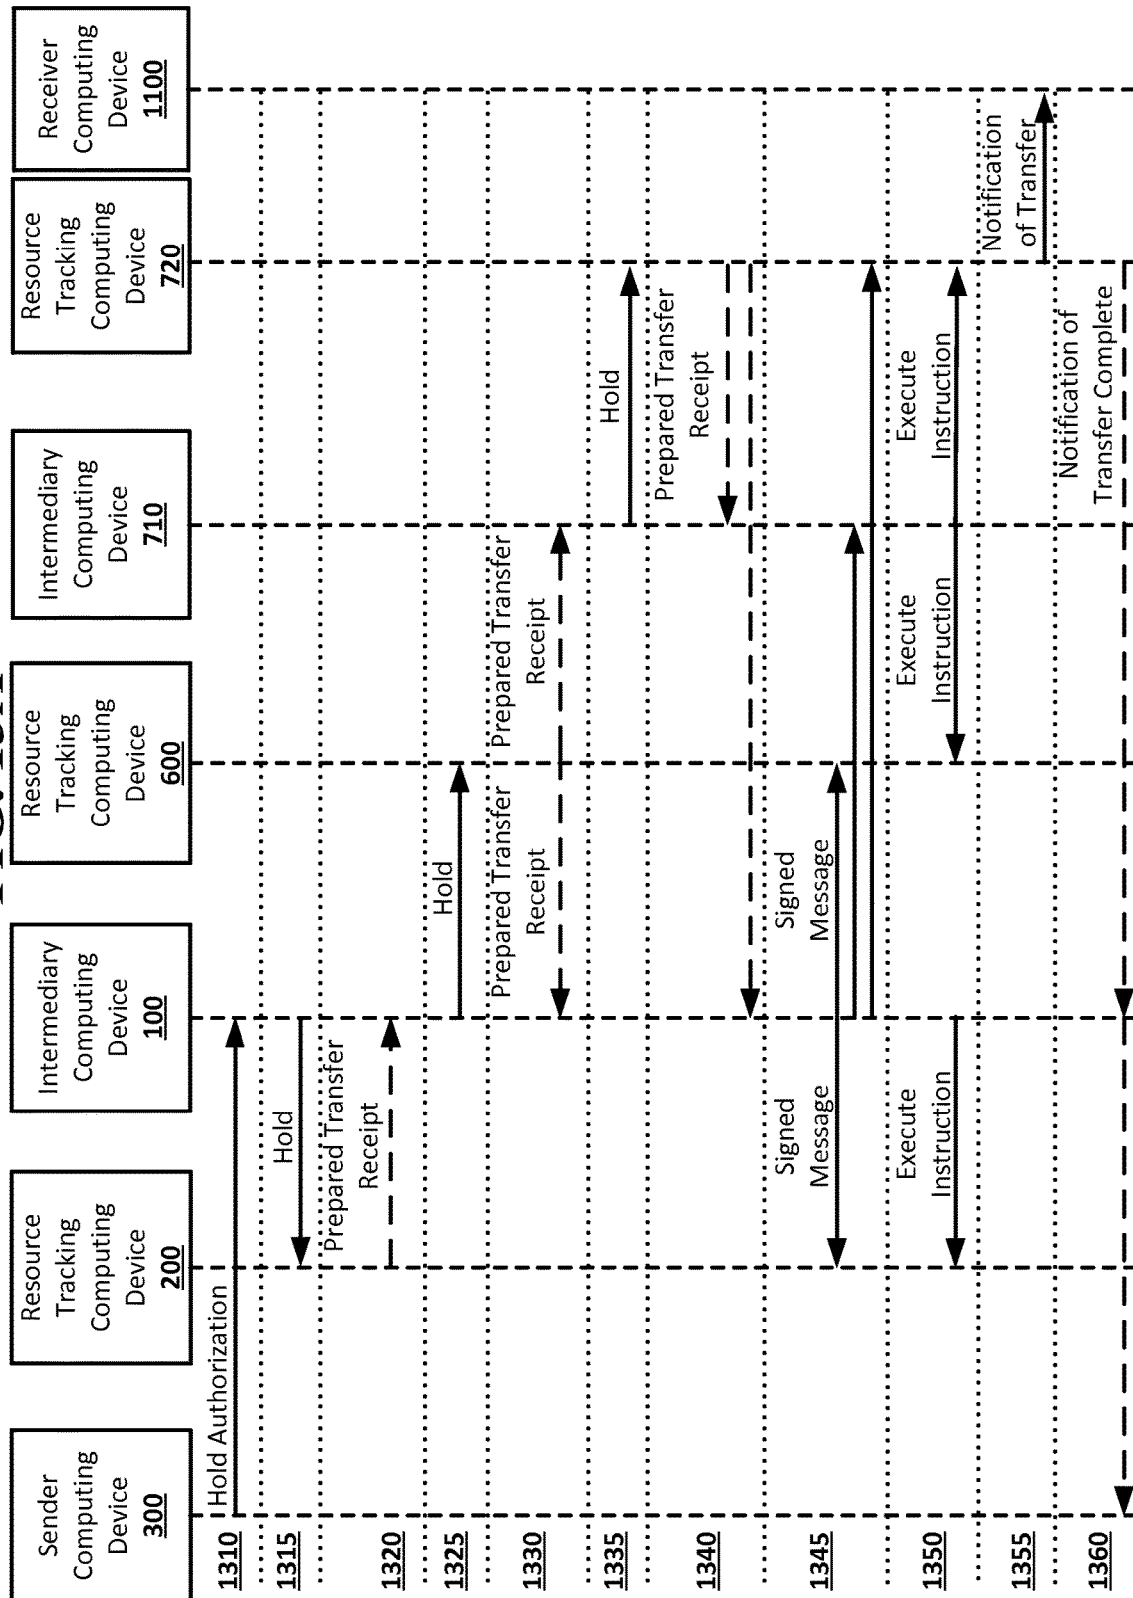 Sender
Computing
Device
300
Resource
Tracking
Computing
Device
200
Intermediary
Computing
Device
100
Resource
Tracking
Computing
Device
600
Intermediary
Computing
Device
710
Resource
Tracking
Computing
Device
720
Receiver
Computing
Device
1100
1310
Hold Authorization
1315
Hold
1320
Prepared Transfer
Receipt
1325
Hold
1330
Prepared Transfer
Receipt
Prepared Transfer
Receipt
1335
Hold
1340
Prepared Transfer
Receipt
1345
Signed
Message
Signed
Message
1350
Execute
Instruction
Execute
Instruction
Execute
Instruction
1355
Notification
of Transfer
1360
Notification of
Transfer Complete